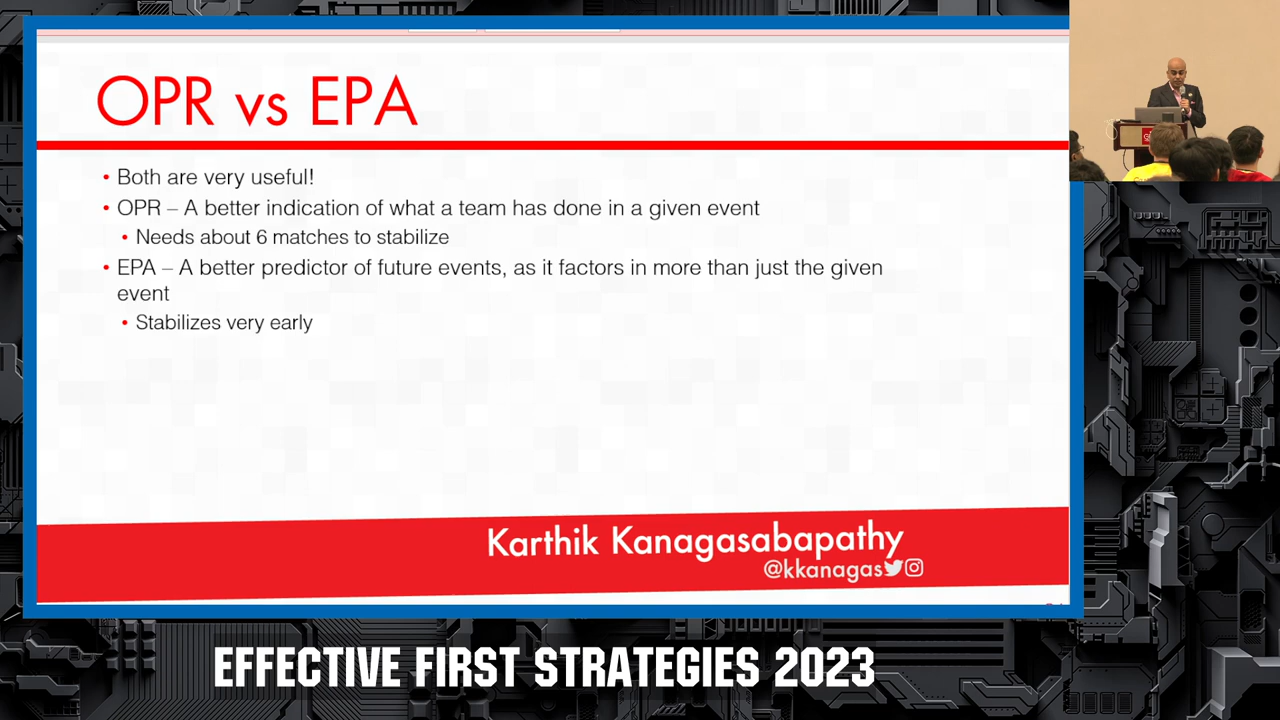 OPR vs EPA
• Both are very useful!
• OPR – A better indication of what a team has done in a given event
• Needs about 6 matches to stabilize
• EPA – A better predictor of future events, as it factors in more than just the given
event
• Stabilizes very early
Karthik Kanagasabapathy
@kkanagas
EFFECTIVE FIRST STRATEGIES 2023